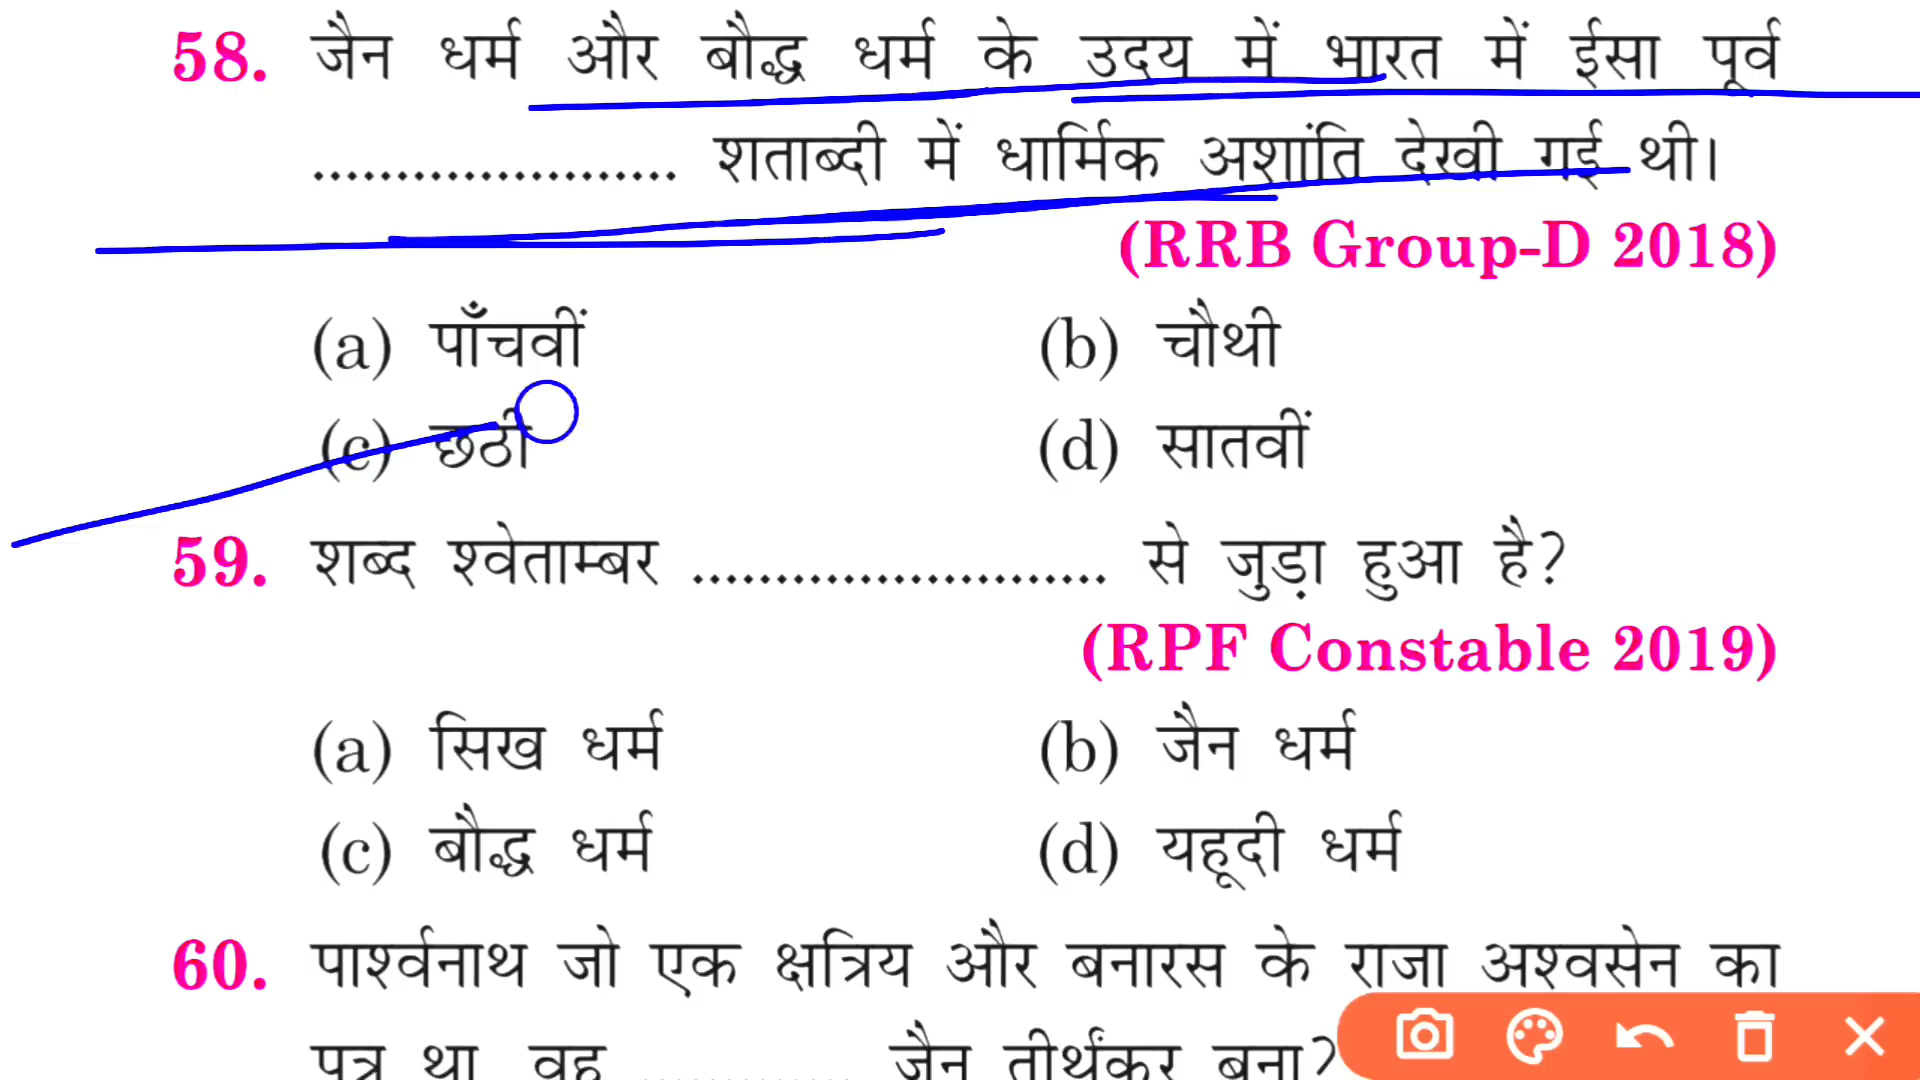 58. जैन धर्म और बौद्ध धर्म के उदय में भारत में ईसा पूर्व
...................... शताब्दी में धार्मिक अशांति देखी गई थी।
(RRB Group-D 2018)
(a) पाँचवीं (b) चौथी
(c) छठी (d) सातवीं
59. शब्द श्वेताम्बर ......................... से जुड़ा हुआ है?
(RPF Constable 2019)
(a) सिख धर्म (b) जैन धर्म
(c) बौद्ध धर्म (d) यहूदी धर्म
60. पार्श्वनाथ जो एक क्षत्रिय और बनारस के राजा अश्वसेन का
पुत्र था, वह ............. जैन तीर्थंकर बना?